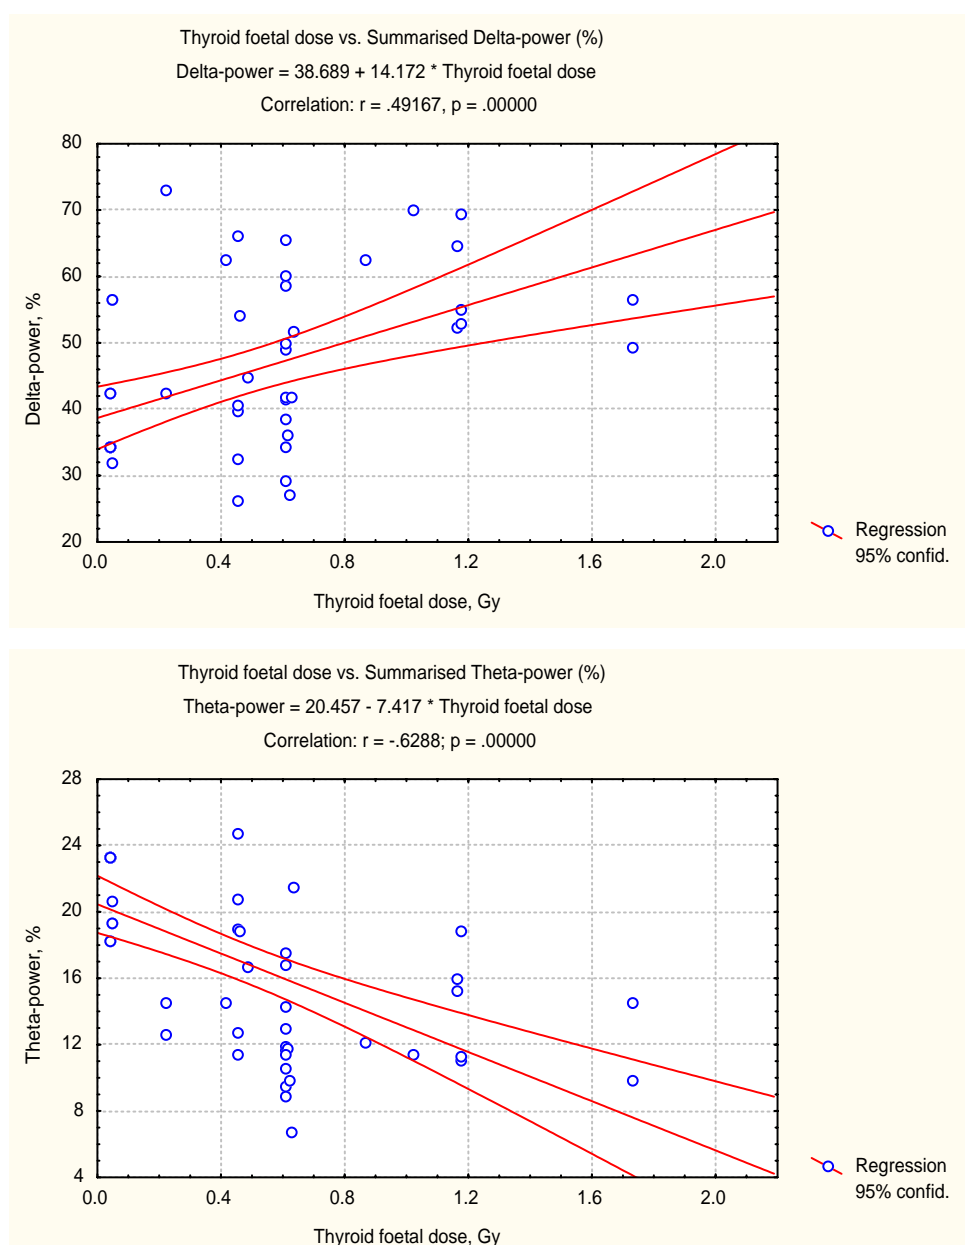 Thyroid foetal dose vs. Summarised Delta-power (%)
Delta-power = 38.689 + 14.172 * Thyroid foetal dose
Correlation: r = .49167, p = .00000
80
70
60
50
40
30
20
Delta-power, %
0.0 0.4 0.8 1.2 1.6 2.0
Thyroid foetal dose, Gy
Regression
95% confid.
Thyroid foetal dose vs. Summarised Theta-power (%)
Theta-power = 20.457 - 7.417 * Thyroid foetal dose
Correlation: r = -.6288; p = .00000
28
24
20
16
12
8
4
Theta-power, %
0.0 0.4 0.8 1.2 1.6 2.0
Thyroid foetal dose, Gy
Regression
95% confid.